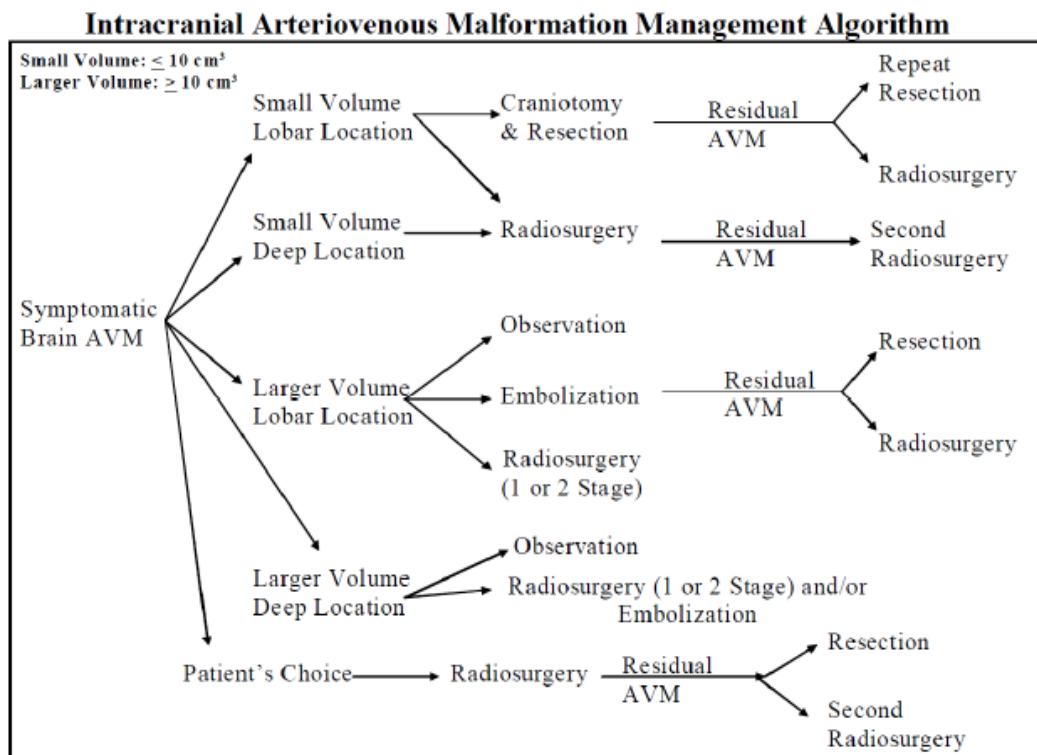 Intracranial Arteriovenous Malformation Management Algorithm
Small Volume: ≤ 10 cm³
Larger Volume: ≥ 10 cm³
Symptomatic
Brain AVM
Small Volume
Lobar Location
Craniotomy
& Resection
Residual
AVM
Repeat
Resection
Radiosurgery
Small Volume
Deep Location
Radiosurgery
Residual
AVM
Second
Radiosurgery
Larger Volume
Lobar Location
Observation
Embolization
Residual
AVM
Resection
Radiosurgery
Radiosurgery
(1 or 2 Stage)
Larger Volume
Deep Location
Observation
Radiosurgery (1 or 2 Stage) and/or
Embolization
Patient's Choice
Radiosurgery
Residual
AVM
Resection
Second
Radiosurgery